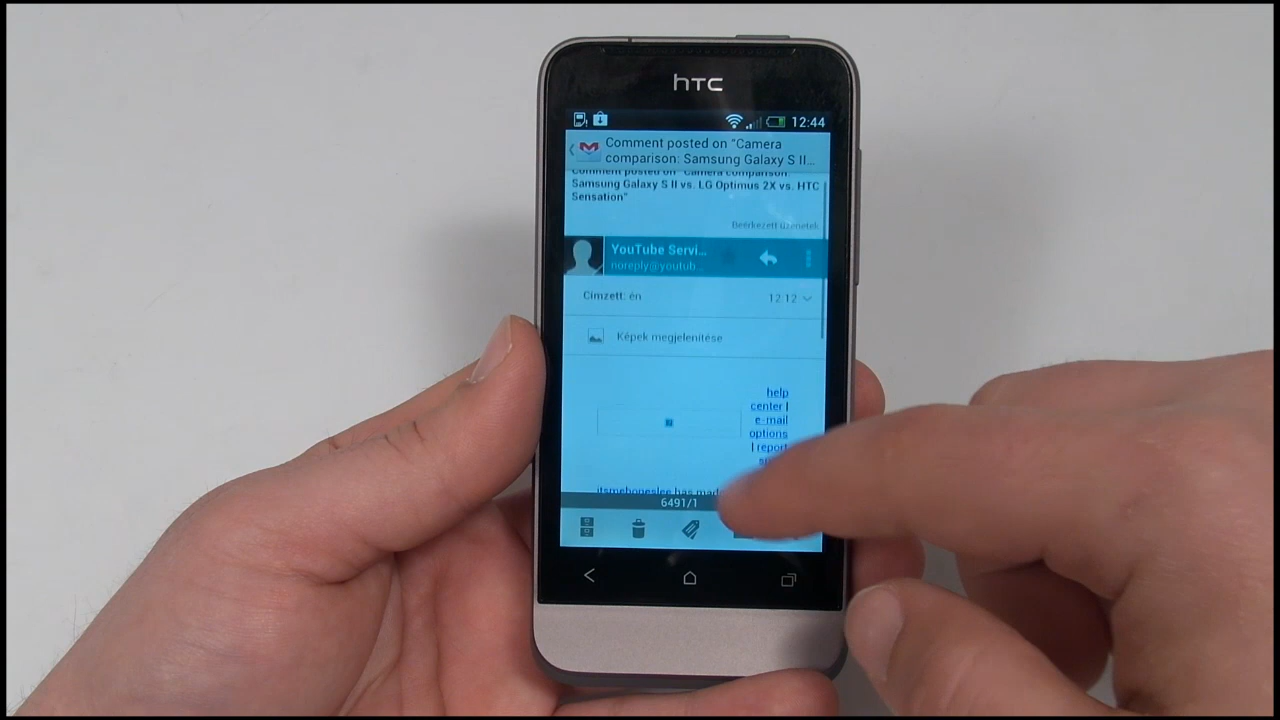 hTC
12:44
Comment posted on "Camera
comparison: Samsung Galaxy S II...
Comment posted on "Camera comparison:
Samsung Galaxy S II vs. LG Optimus 2X vs. HTC
Sensation"
Beérkezett üzenetek
YouTube Servi...
noreply@youtub...
Címzett: én
12.12
Képek megjelenítése
help
center |
e-mail
options
| report
itsmeboneslee has
6491/1